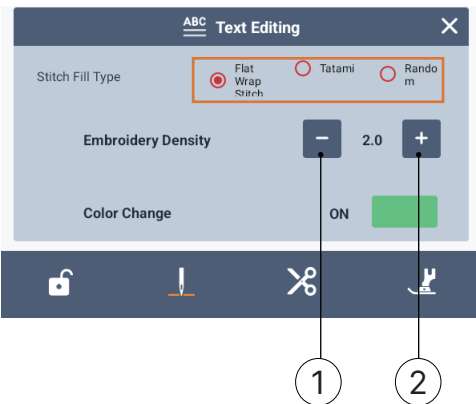 ABC Text Editing
Stitch Fill Type
Flat
Wrap
Stitch
Tatami
Rando
m
Embroidery Density
− 2.0 +
Color Change
ON
1 2